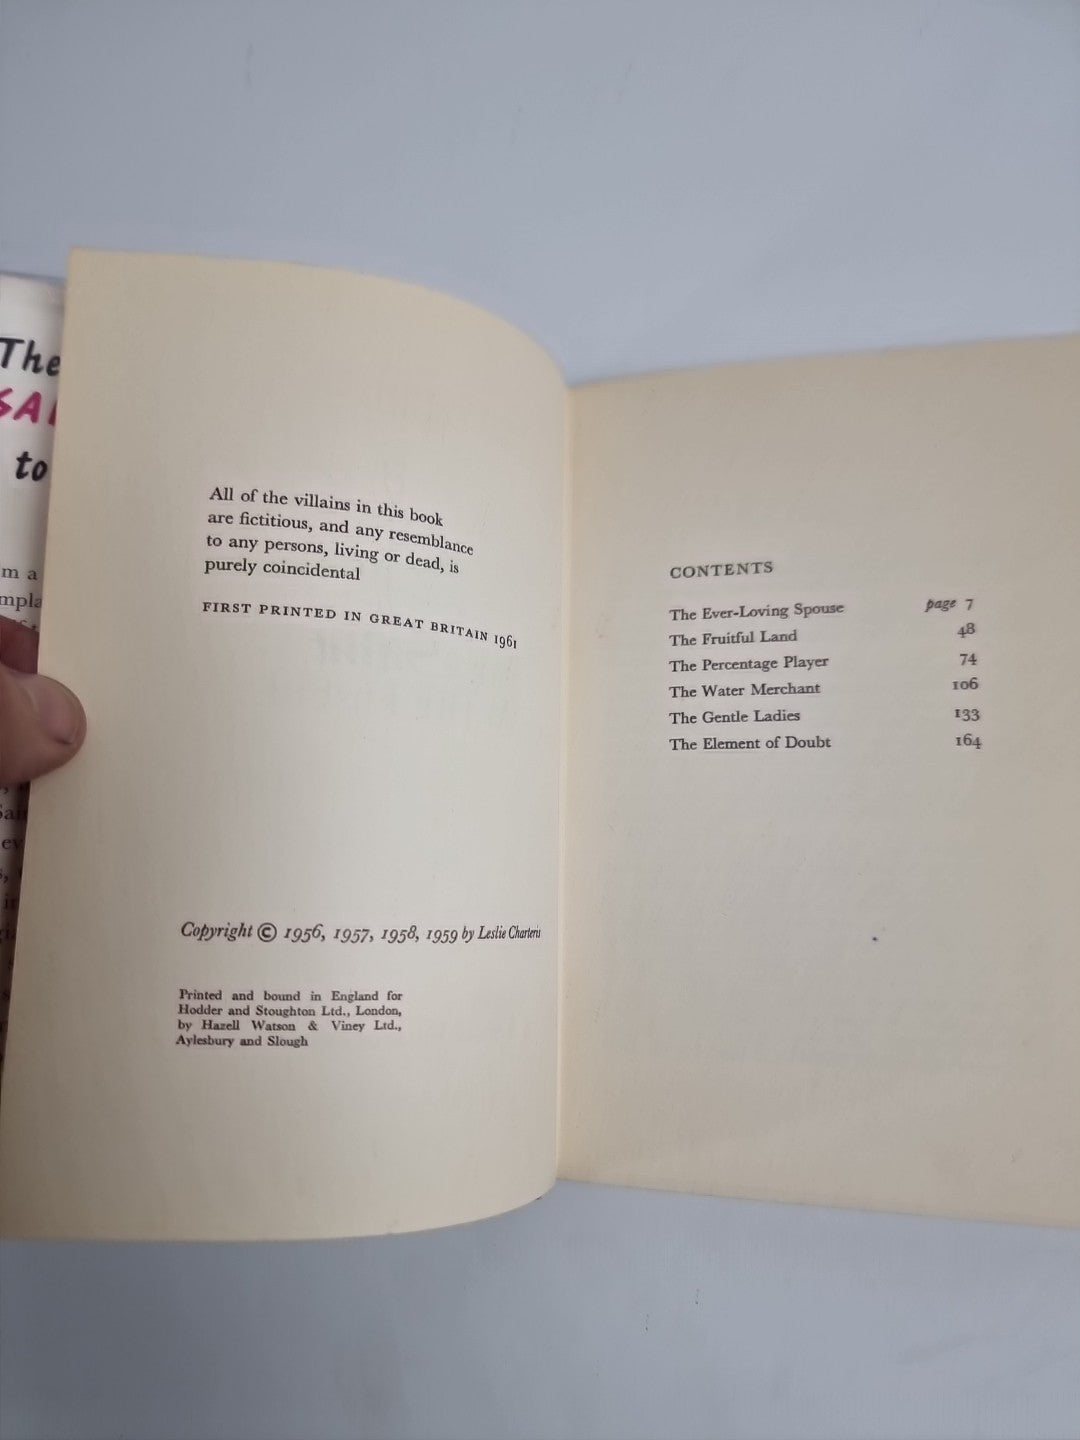 The
SAI
to
m a
mpla
All of the villains in this book
are fictitious, and any resemblance
to any persons, living or dead, is
purely coincidental
FIRST PRINTED IN GREAT BRITAIN 1961
Copyright © 1956, 1957, 1958, 1959 by Leslie Charteris
Printed and bound in England for
Hodder and Stoughton Ltd., London,
by Hazell Watson & Viney Ltd.,
Aylesbury and Slough
CONTENTS
The Ever-Loving Spouse page 7
The Fruitful Land 48
The Percentage Player 74
The Water Merchant 106
The Gentle Ladies 133
The Element of Doubt 164